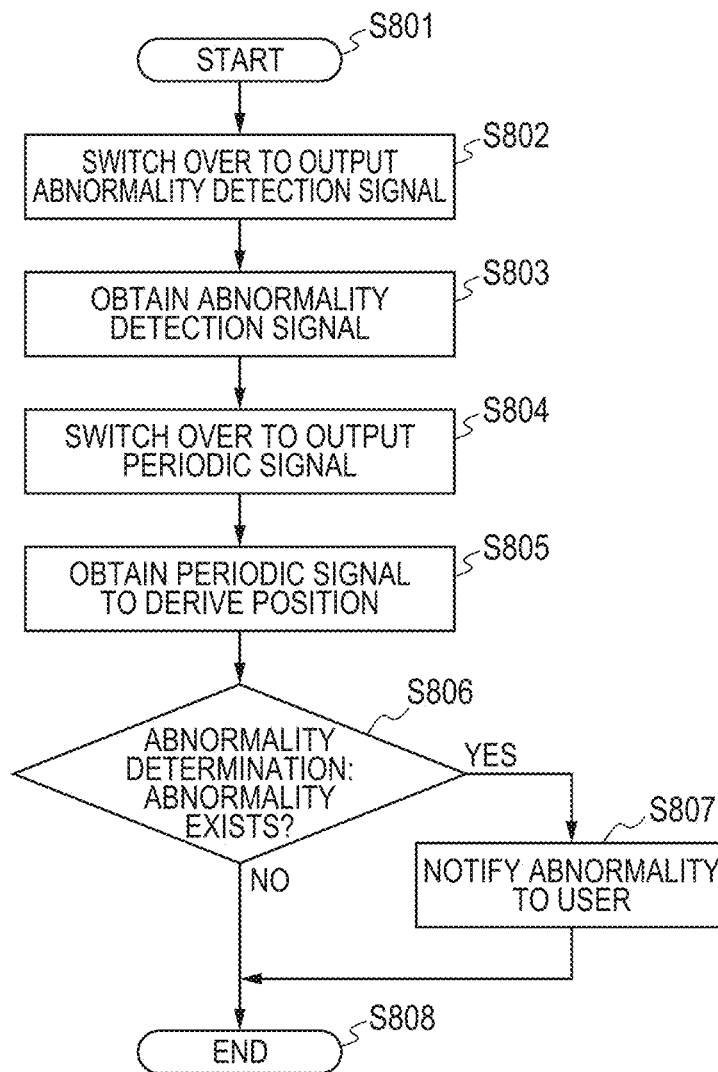 S801
START
S802
SWITCH OVER TO OUTPUT
ABNORMALITY DETECTION SIGNAL
S803
OBTAIN ABNORMALITY
DETECTION SIGNAL
S804
SWITCH OVER TO OUTPUT
PERIODIC SIGNAL
S805
OBTAIN PERIODIC SIGNAL
TO DERIVE POSITION
S806
ABNORMALITY
DETERMINATION:
ABNORMALITY
EXISTS?
YES
S807
NOTIFY ABNORMALITY
TO USER
NO
S808
END